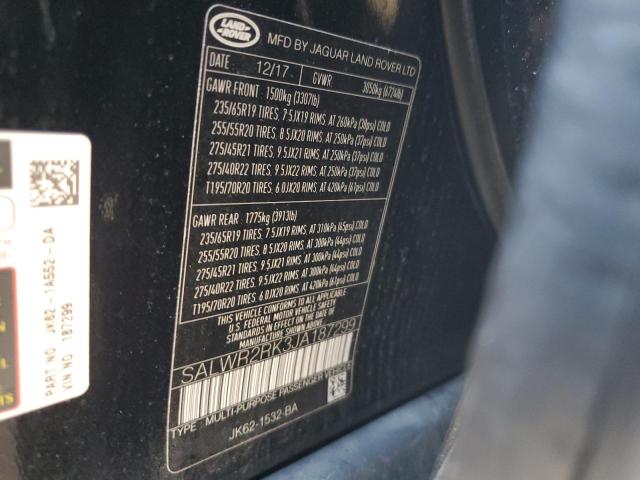 LAND ROVER
MFD BY JAGUAR LAND ROVER LTD
DATE: 12/17 GVWR 3050kg (6724lb)
GAWR FRONT: 1500kg (3307lb)
235/65R19 TIRES, 7.5JX19 RIMS, AT 260kPa (38psi) COLD
255/55R20 TIRES, 8.5JX20 RIMS, AT 250kPa (37psi) COLD
275/45R21 TIRES, 9.5JX21 RIMS, AT 250kPa (37psi) COLD
275/40R22 TIRES, 9.5JX22 RIMS, AT 250kPa (37psi) COLD
T195/70R20 TIRES, 6.0JX20 RIMS, AT 420kPa (61psi) COLD
GAWR REAR: 1775kg (3913lb)
235/65R19 TIRES, 7.5JX19 RIMS, AT 310kPa (45psi) COLD
255/55R20 TIRES, 8.5JX20 RIMS, AT 300kPa (44psi) COLD
275/45R21 TIRES, 9.5JX21 RIMS, AT 300kPa (44psi) COLD
275/40R22 TIRES, 9.5JX22 RIMS, AT 300kPa (44psi) COLD
T195/70R20 TIRES, 6.0JX20 RIMS, AT 420kPa (61psi) COLD
THIS VEHICLE CONFORMS TO ALL APPLICABLE
U.S. FEDERAL MOTOR VEHICLE SAFETY
STANDARDS IN EFFECT ON THE DATE OF
MANUFACTURE SHOWN ABOVE
SALWR2RK3JA187299
TYPE: MULTI-PURPOSE PASSENGER VEHICLE
JK62-1532-BA
PART NO. JK62-1A552-DA
VIN NO. 187299